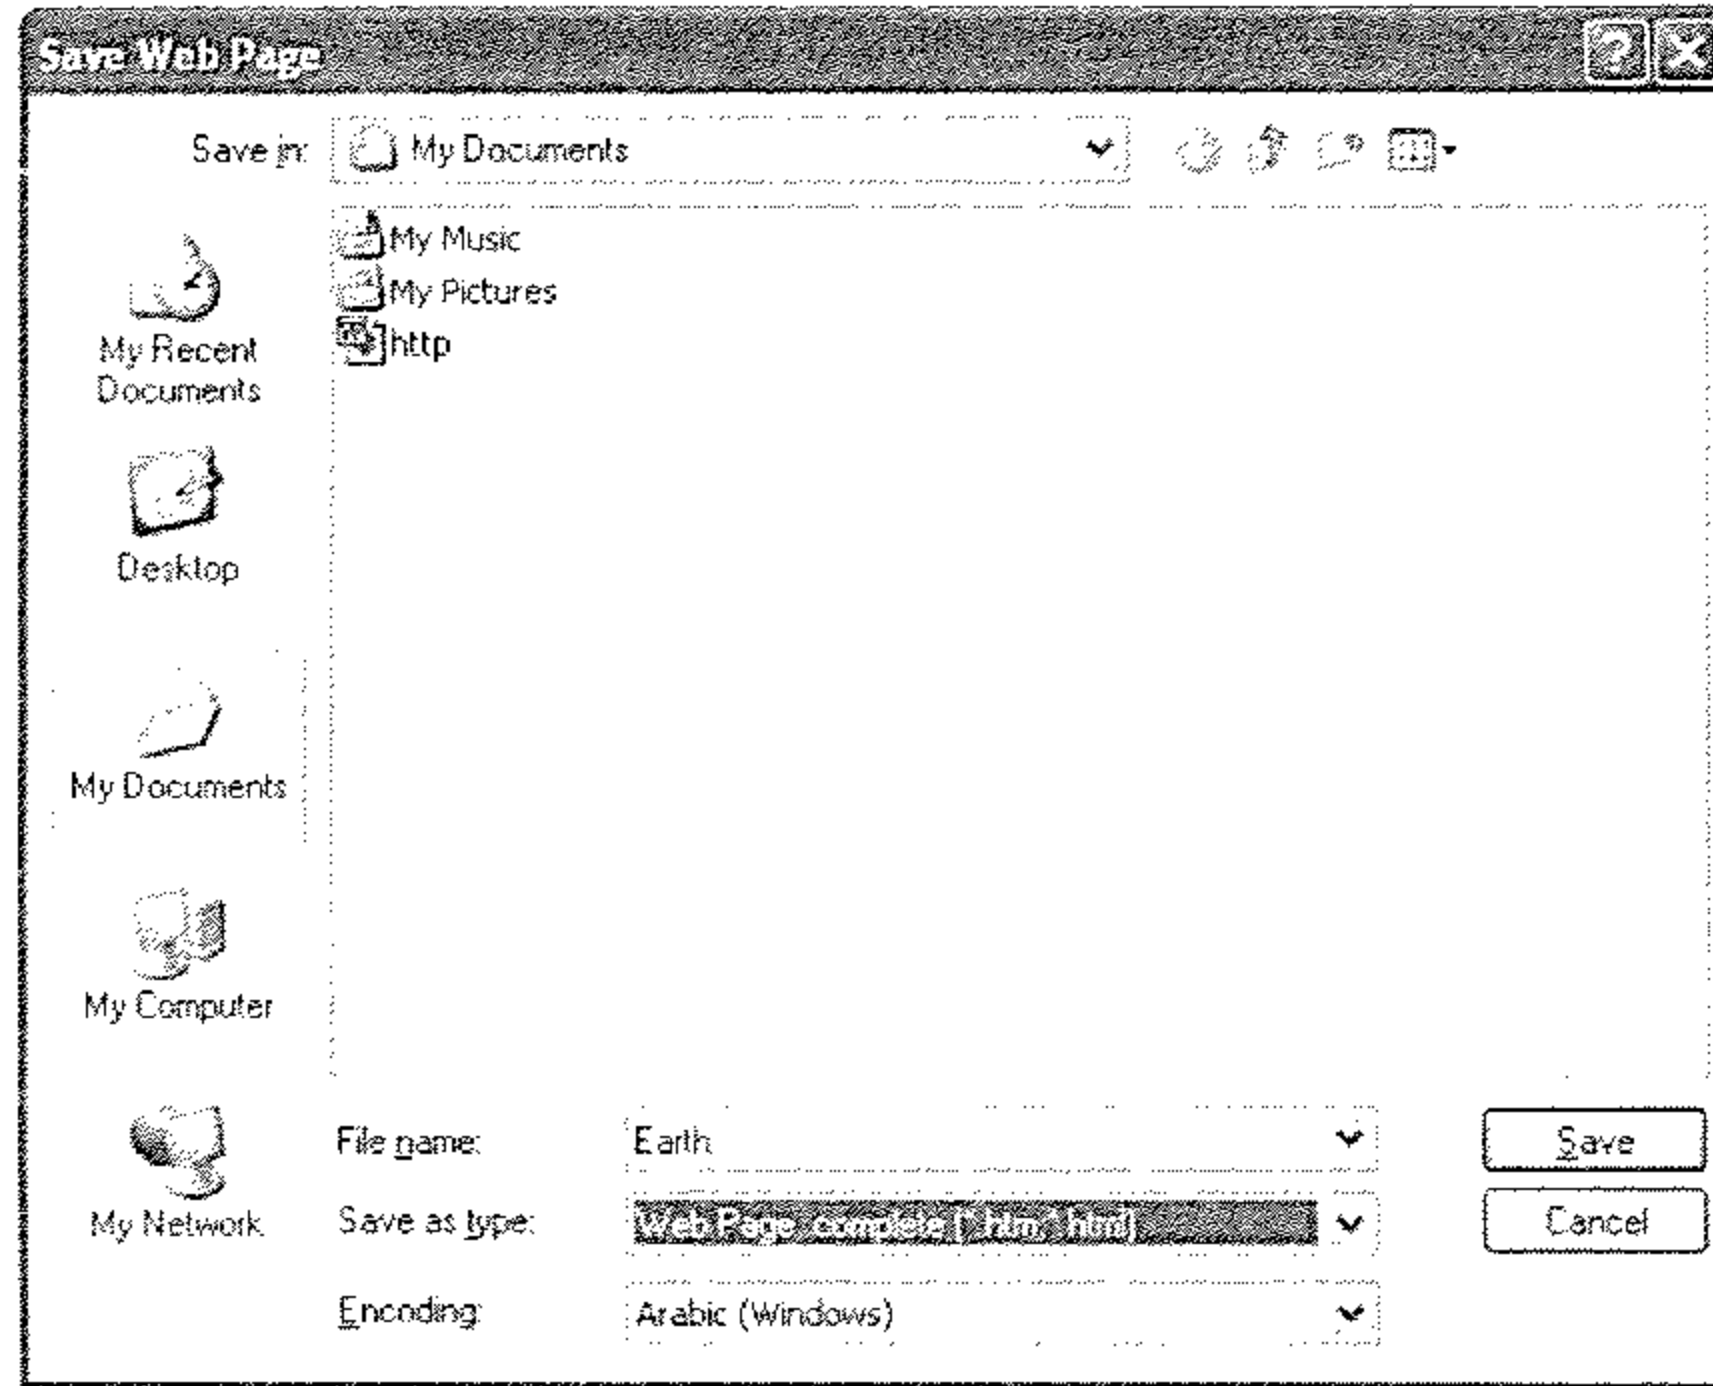 Save Web Page
Save in: My Documents
My Music
My Pictures
http
My Recent
Documents
Desktop
My Documents
My Computer
My Network
File name: Earth
Save as type: Web Page, complete (*.htm;*.html)
Encoding: Arabic (Windows)
Save
Cancel